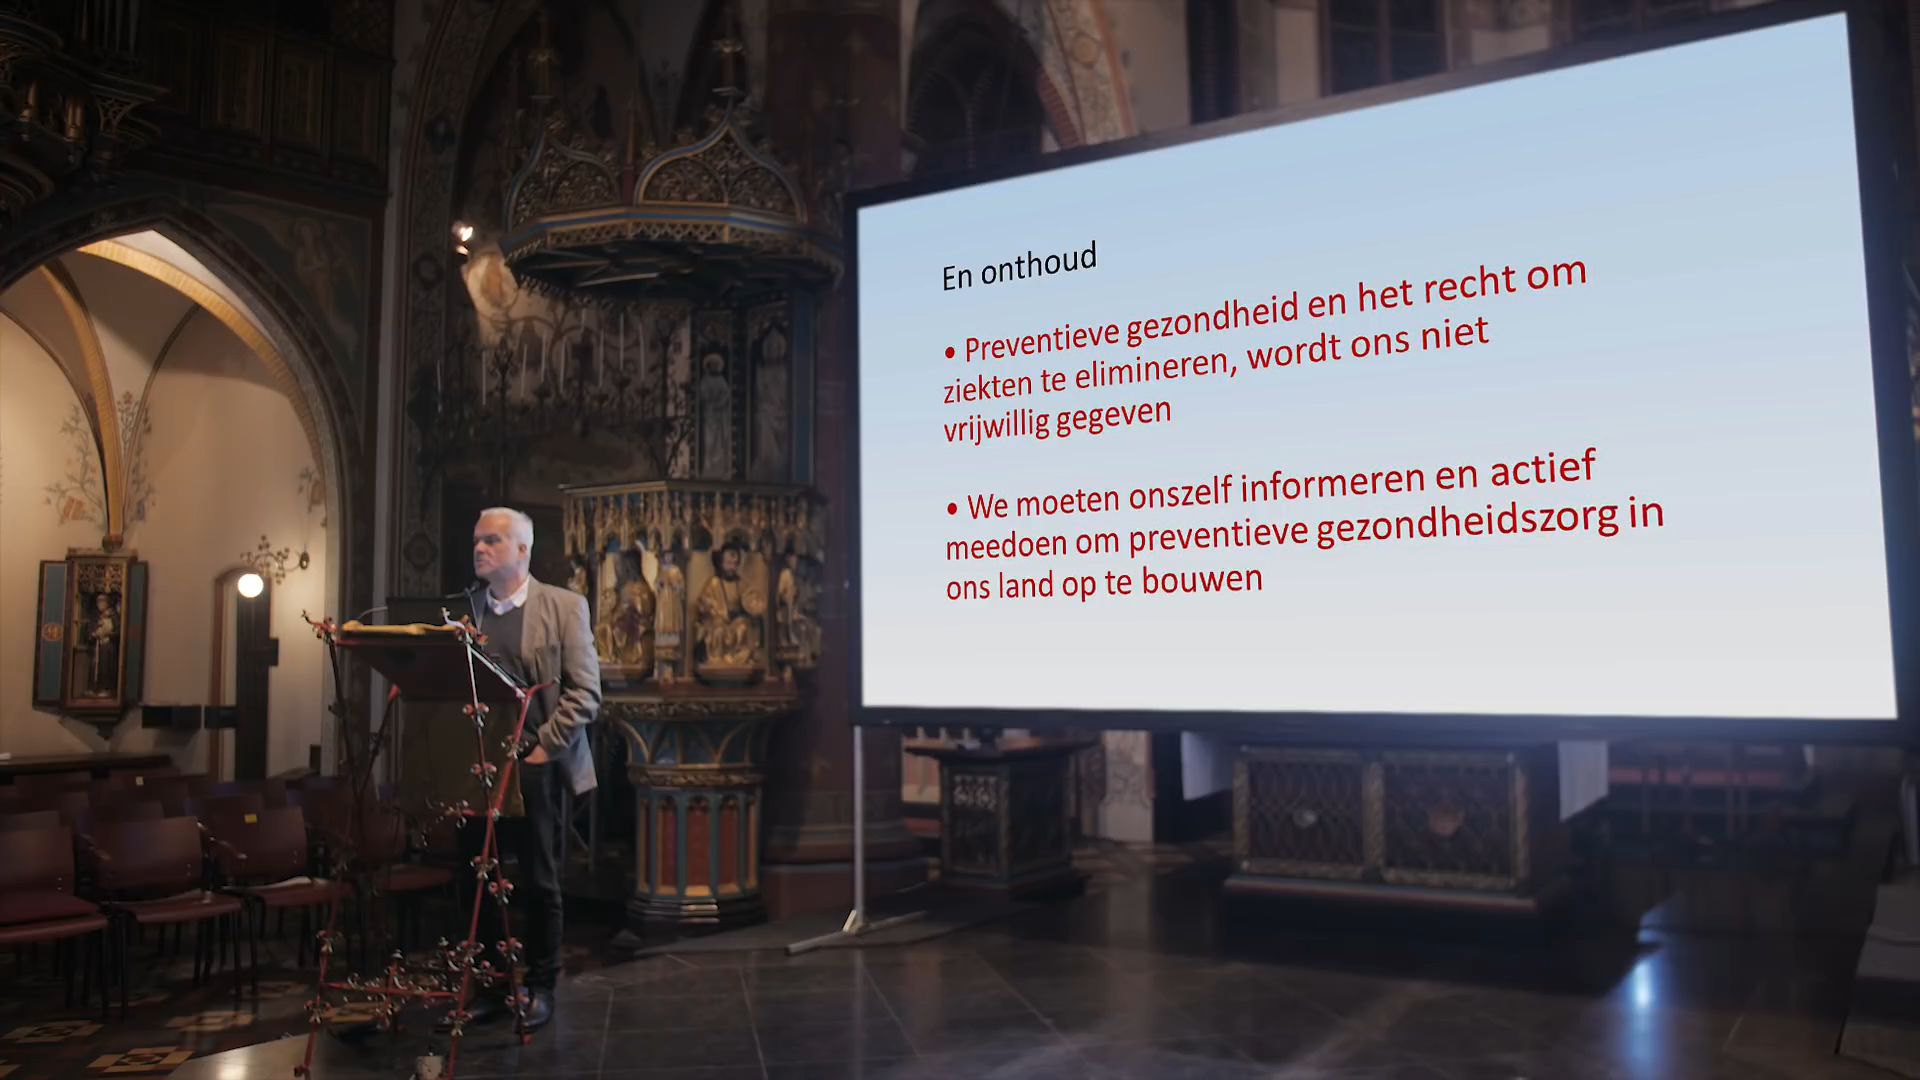 En onthoud
• Preventieve gezondheid en het recht om
ziekten te elimineren, wordt ons niet
vrijwillig gegeven
• We moeten onszelf informeren en actief
meedoen om preventieve gezondheidszorg in
ons land op te bouwen